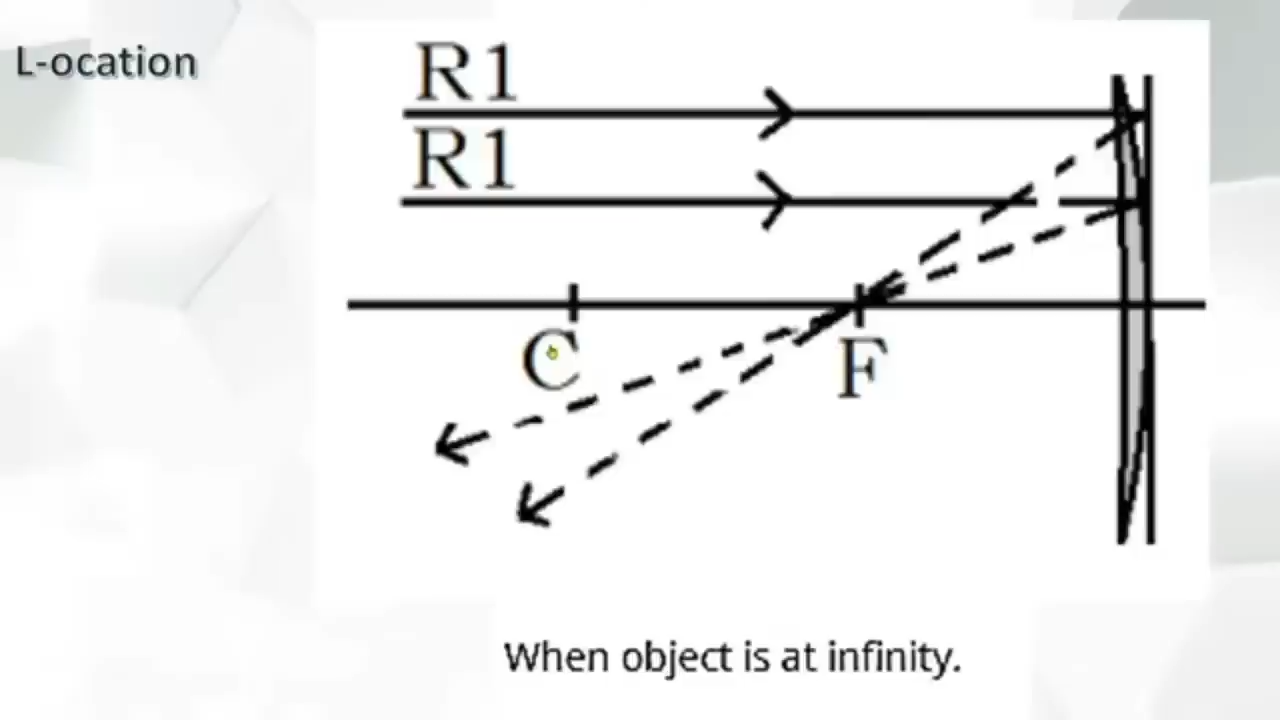 L-ocation
R1
R1
C
F
When object is at infinity.